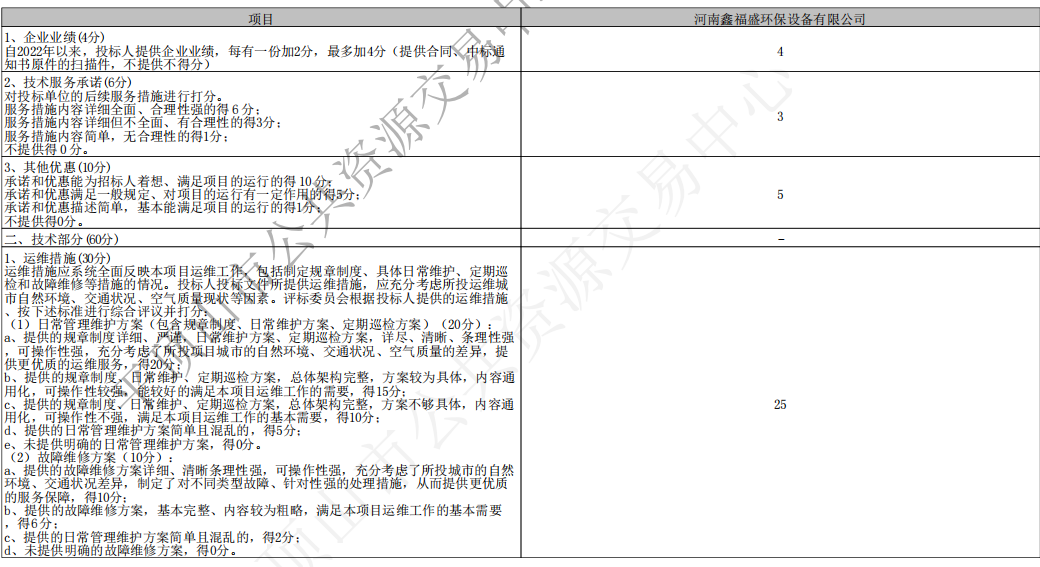 项目
河南鑫福盛环保设备有限公司
1、企业业绩(4分)
自2022年以来，投标人提供企业业绩，每有一份加2分，最多加4分（提供合同、中标通
知书原件的扫描件，不提供不得分）
4
2、技术服务承诺(6分)
对投标单位的后续服务措施进行打分。
服务措施内容详细全面、合理性强的得６分；
服务措施内容详细但不全面、有合理性的得3分；
服务措施内容简单，无合理性的得1分；
不提供得０分。
3
3、其他优惠(10分)
承诺和优惠能为招标人着想、满足项目的运行的得 10 分；
承诺和优惠满足一般规定、对项目的运行有一定作用的得5分；
承诺和优惠描述简单，基本能满足项目的运行的得1分；
不提供得0分。
5
二、技术部分(60分)
-
1、运维措施(30分)
运维措施应系统全面反映本项目运维工作，包括制定规章制度、具体日常维护、定期巡
检和故障维修等措施的情况。投标人投标文件所提供运维措施，应充分考虑所投运维城
市自然环境、交通状况、空气质量现状等因素。评标委员会根据投标人提供的运维措施
、按下述标准进行综合评议并打分：
（1）日常管理维护方案（包含规章制度、日常维护方案、定期巡检方案）（20分）：
a、提供的规章制度详细、严谨，日常维护方案、定期巡检方案，详尽、清晰、条理性强
，可操作性强，充分考虑了所投项目城市的自然环境、交通状况、空气质量的差异，提
供更优质的运维服务，得20分；
b、提供的规章制度、日常维护、定期巡检方案，总体架构完整，方案较为具体，内容通
用化，可操作性较强，能较好的满足本项目运维工作的需要，得15分；
c、提供的规章制度、日常维护、定期巡检方案，总体架构完整，方案不够具体，内容通
用化，可操作性不强，满足本项目运维工作的基本需要，得10分；
d、提供的日常管理维护方案简单且混乱的，得5分；
e、未提供明确的日常管理维护方案，得0分。
（2）故障维修方案（10分）：
a、提供的故障维修方案详细、清晰条理性强，可操作性强，充分考虑了所投城市的自然
环境、交通状况差异，制定了对不同类型故障、针对性强的处理措施，从而提供更优质
的服务保障，得10分；
b、提供的故障维修方案，基本完整、内容较为粗略，满足本项目运维工作的基本需要
，得6分；
c、提供的日常管理维护方案简单且混乱的，得2分；
d、未提供明确的故障维修方案，得0分。
25
平顶山市公共资源交易中心
顶山市公共资源交易中心